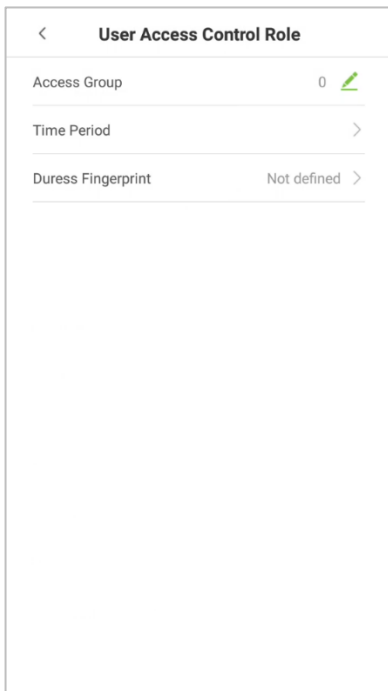 User Access Control Role
Access Group 0
Time Period
Duress Fingerprint Not defined